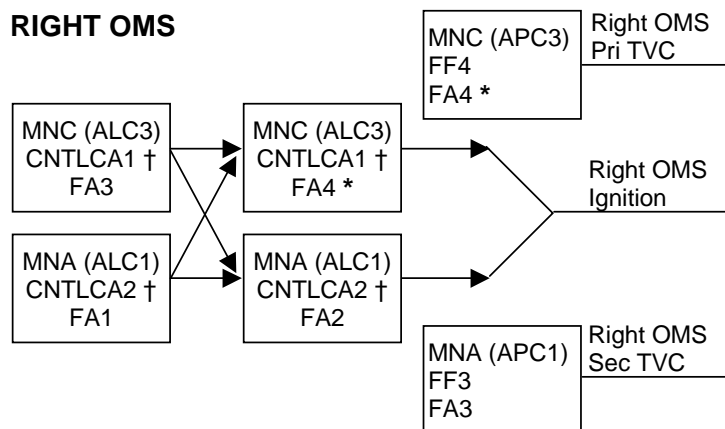 RIGHT OMS
MNC (APC3)
FF4
FA4 *
Right OMS
Pri TVC
MNC (ALC3)
CNTLCA1 †
FA3
MNC (ALC3)
CNTLCA1 †
FA4 *
Right OMS
Ignition
MNA (ALC1)
CNTLCA2 †
FA1
MNA (ALC1)
CNTLCA2 †
FA2
MNA (APC1)
FF3
FA3
Right OMS
Sec TVC